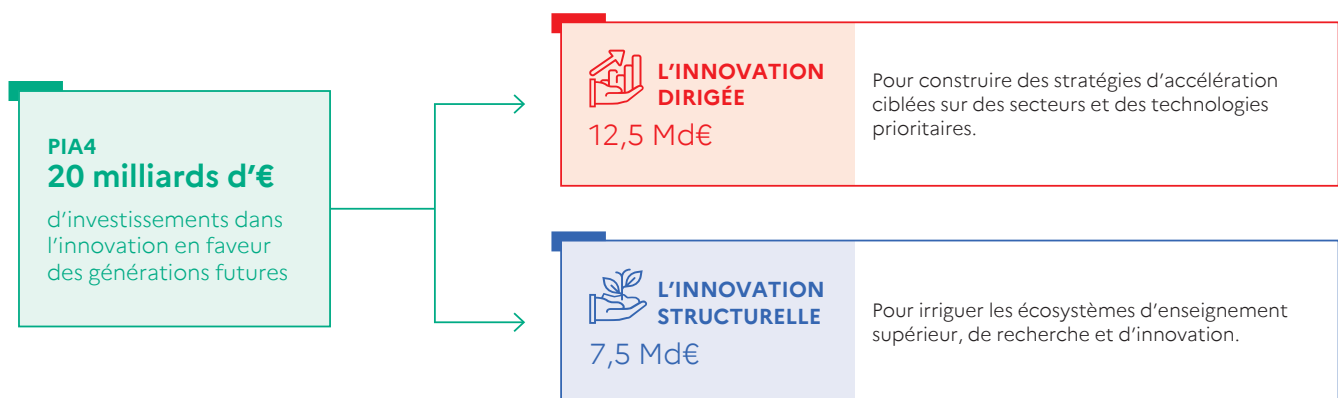 PIA4
20 milliards d'€
d'investissements dans
l'innovation en faveur
des générations futures
L'INNOVATION
DIRIGÉE
12,5 Md€
Pour construire des stratégies d'accélération
ciblées sur des secteurs et des technologies
prioritaires.
L'INNOVATION
STRUCTURELLE
7,5 Md€
Pour irriguer les écosystèmes d'enseignement
supérieur, de recherche et d'innovation.